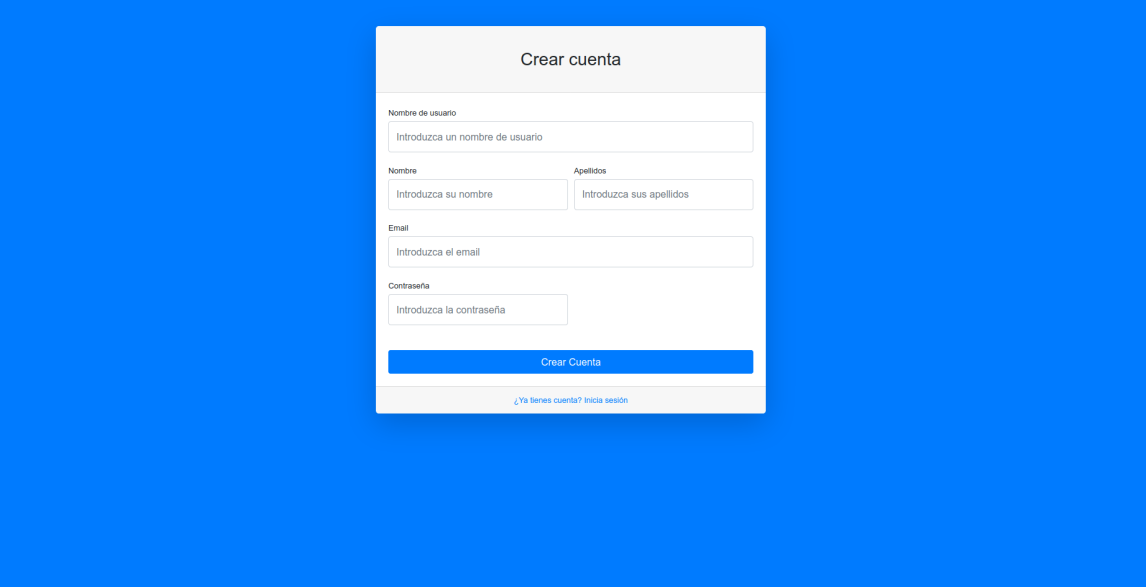 Crear cuenta
Nombre de usuario
Introduzca un nombre de usuario
Nombre Apellidos
Introduzca su nombre Introduzca sus apellidos
Email
Introduzca el email
Contraseña
Introduzca la contraseña
Crear Cuenta
¿Ya tienes cuenta? Inicia sesión